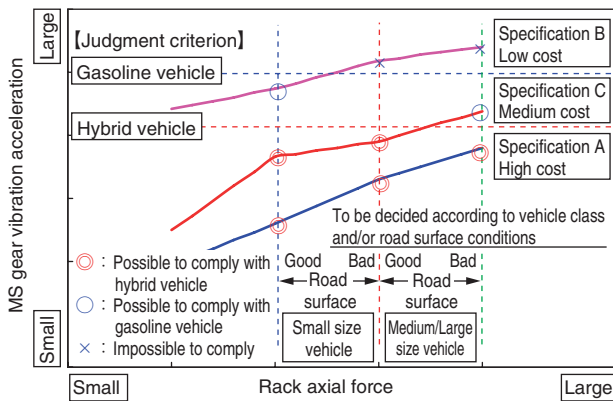 Large
MS gear vibration acceleration
Small
【Judgment criterion】
Gasoline vehicle
Hybrid vehicle
Specification B
Low cost
Specification C
Medium cost
Specification A
High cost
To be decided according to vehicle class
and/or road surface conditions
◎ : Possible to comply with
hybrid vehicle
○ : Possible to comply with
gasoline vehicle
× : Impossible to comply
Good Bad Good Bad
Road Road
surface surface
Small size
vehicle
Medium/Large
size vehicle
Small Rack axial force Large